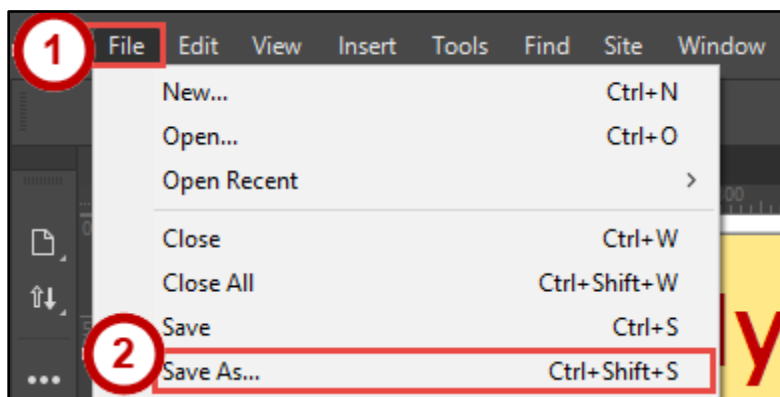 1 File Edit View Insert Tools Find Site Window
New... Ctrl+N
Open... Ctrl+O
Open Recent >
Close Ctrl+W
Close All Ctrl+Shift+W
Save Ctrl+S
2 Save As... Ctrl+Shift+S
y